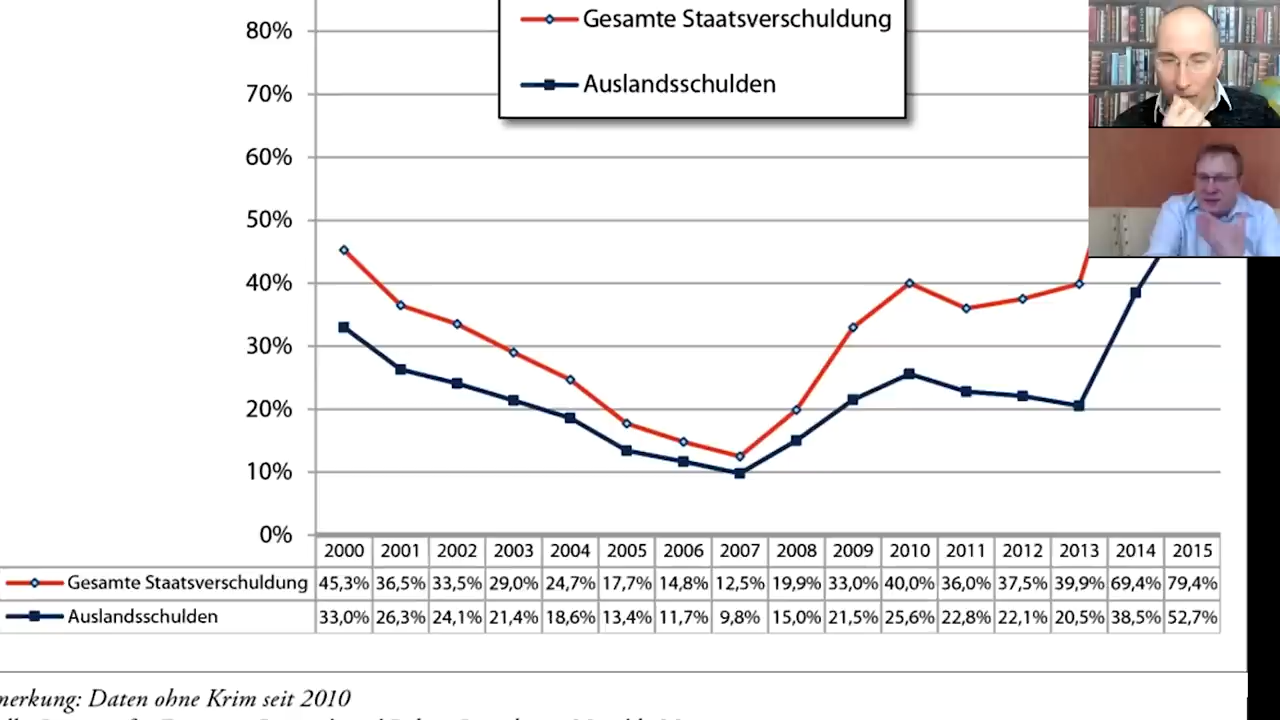 80%
70%
60%
50%
40%
30%
20%
10%
0%
Gesamte Staatsverschuldung
Auslandsschulden
2000 2001 2002 2003 2004 2005 2006 2007 2008 2009 2010 2011 2012 2013 2014 2015
Gesamte Staatsverschuldung 45,3% 36,5% 33,5% 29,0% 24,7% 17,7% 14,8% 12,5% 19,9% 33,0% 40,0% 36,0% 37,5% 39,9% 69,4% 79,4%
Auslandsschulden 33,0% 26,3% 24,1% 21,4% 18,6% 13,4% 11,7% 9,8% 15,0% 21,5% 25,6% 22,8% 22,1% 20,5% 38,5% 52,7%
merkung: Daten ohne Krim seit 2010